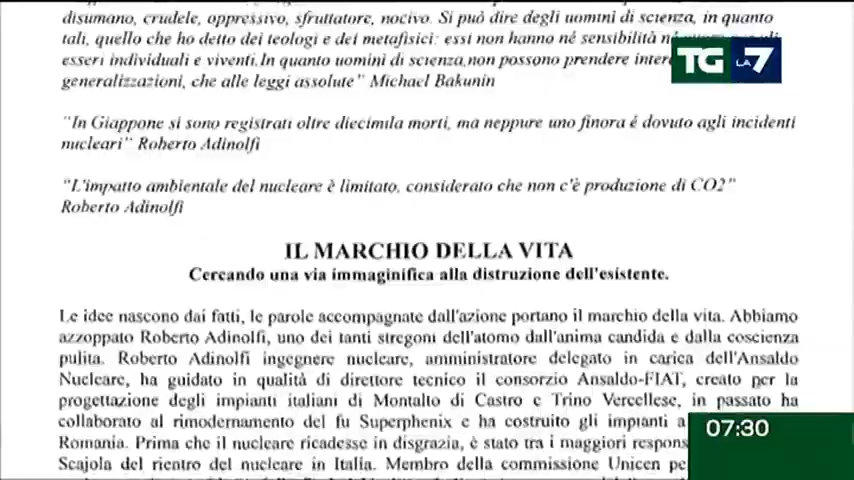 disumano, crudele, oppressivo, sfruttatore, nocivo. Si può dire degli uomini di scienza, in quanto
tali, quello che ho detto dei teologi e dei metafisici: essi non hanno né sensibilità né
esseri individuali e viventi. In quanto uomini di scienza, non possono prendere
generalizzazioni, che alle leggi assolute" Michael Bakunin
"In Giappone si sono registrati oltre diecimila morti, ma neppure uno finora é dovuto agli incidenti
nucleari" Roberto Adinolfi
"L'impatto ambientale del nucleare è limitato, considerato che non c'è produzione di CO2"
Roberto Adinolfi
IL MARCHIO DELLA VITA
Cercando una via immaginifica alla distruzione dell'esistente.
Le idee nascono dai fatti, le parole accompagnate dall'azione portano il marchio della vita. Abbiamo
azzoppato Roberto Adinolfi, uno dei tanti stregoni dell'atomo dall'anima candida e dalla coscienza
pulita. Roberto Adinolfi ingegnere nucleare, amministratore delegato in carica dell'Ansaldo
Nucleare, ha guidato in qualità di direttore tecnico il consorzio Ansaldo-FIAT, creato per la
progettazione degli impianti italiani di Montalto di Castro e Trino Vercellese, in passato ha
collaborato al rimodernamento del fu Superphenix e ha costruito gli impianti a
Romania. Prima che il nucleare ricadesse in disgrazia, è stato tra i maggiori respons
Scajola del rientro del nucleare in Italia. Membro della commissione Unicen pe
TG LA 7
07:30